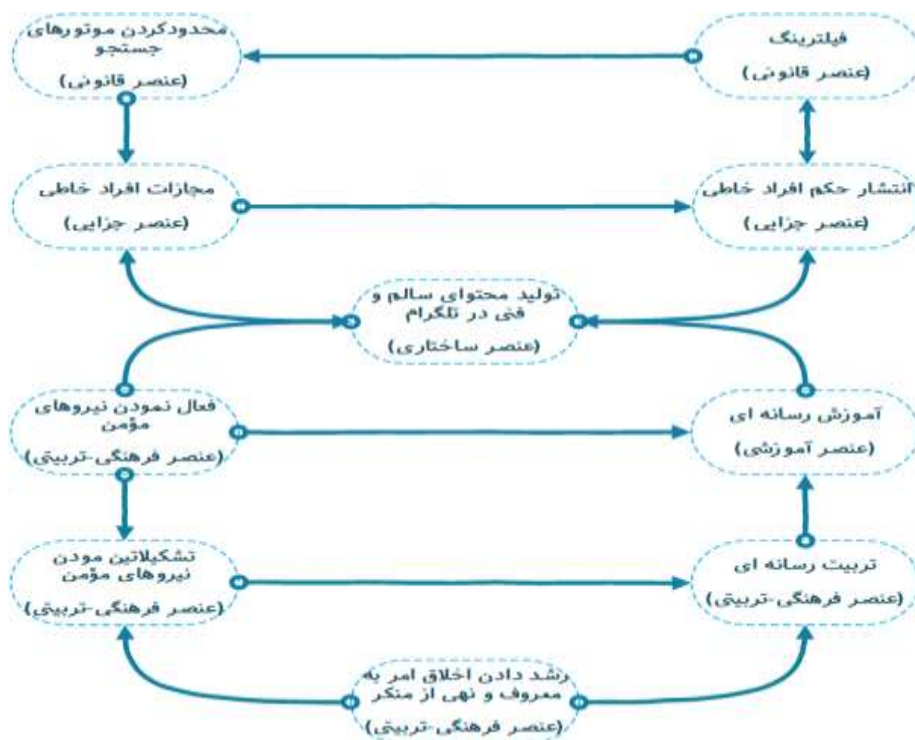 فیلترینگ
(عنصر قانونی)
محدودکردن موتورهای
جستجو
(عنصر قانونی)
انتشار حکم افراد خاطی
(عنصر جزایی)
مجازات افراد خاطی
(عنصر جزایی)
تولید محتوای سالم و
فنی در تلگرام
(عنصر ساختاری)
آموزش رسانه ای
(عنصر آموزشی)
فعال نمودن نیروهای
مؤمن
(عنصر فرهنگی-تربیتی)
تربیت رسانه ای
(عنصر فرهنگی-تربیتی)
تشکیلاتین مودن
نیروهای مؤمن
(عنصر فرهنگی-تربیتی)
رشد دادن اخلاق امر به
معروف و نهی از منکر
(عنصر فرهنگی-تربیتی)